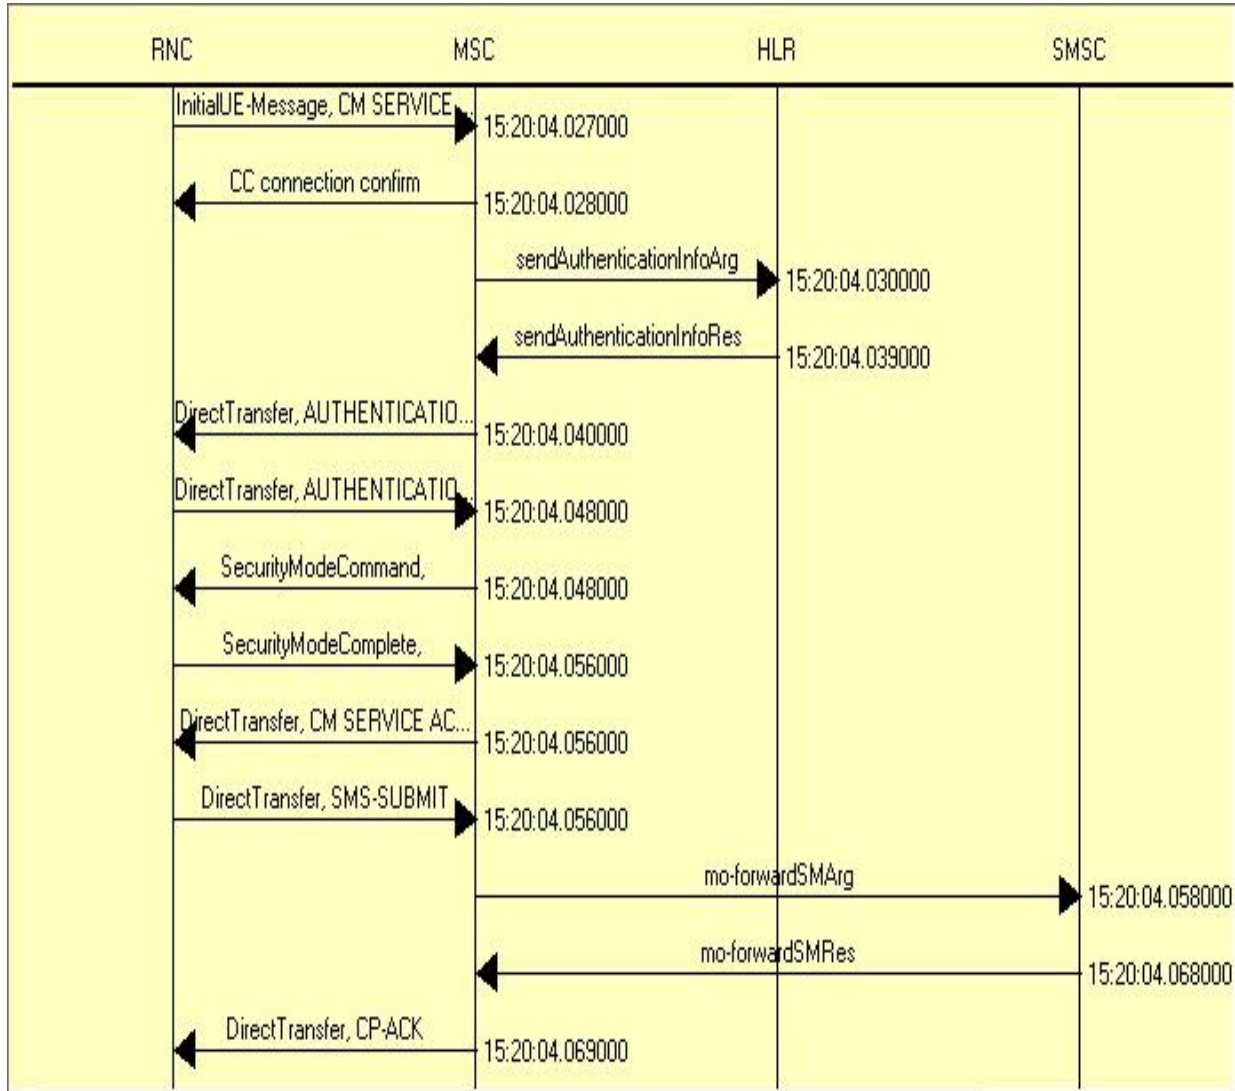 RNC MSC HLR SMSC
InitialUE-Message, CM SERVICE ...
15:20:04.027000
CC connection confirm
15:20:04.028000
sendAuthenticationInfoArg
15:20:04.030000
sendAuthenticationInfoRes
15:20:04.039000
DirectTransfer, AUTHENTICATIO...
15:20:04.040000
DirectTransfer, AUTHENTICATIO...
15:20:04.048000
SecurityModeCommand,
15:20:04.048000
SecurityModeComplete,
15:20:04.056000
DirectTransfer, CM SERVICE AC...
15:20:04.056000
DirectTransfer, SMS-SUBMIT
15:20:04.056000
mo-forwardSMArg
15:20:04.058000
mo-forwardSMRes
15:20:04.068000
DirectTransfer, CP-ACK
15:20:04.069000